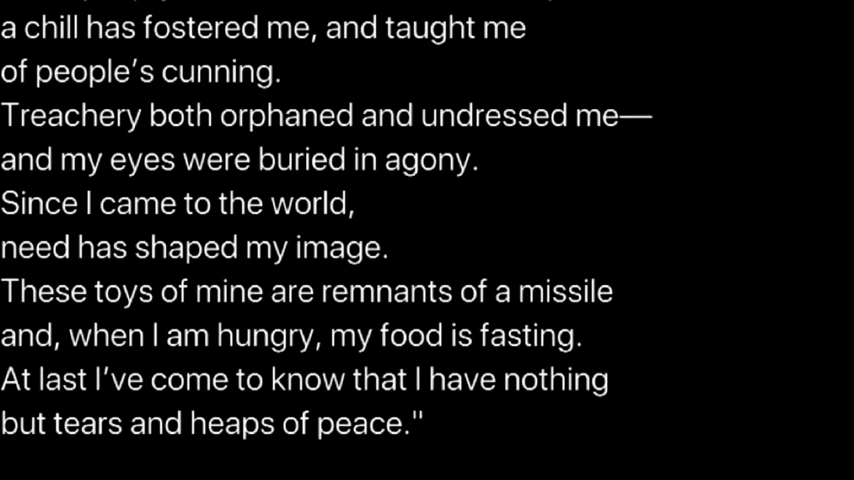 a chill has fostered me, and taught me
of people’s cunning.
Treachery both orphaned and undressed me—
and my eyes were buried in agony.
Since I came to the world,
need has shaped my image.
These toys of mine are remnants of a missile
and, when I am hungry, my food is fasting.
At last I’ve come to know that I have nothing
but tears and heaps of peace."